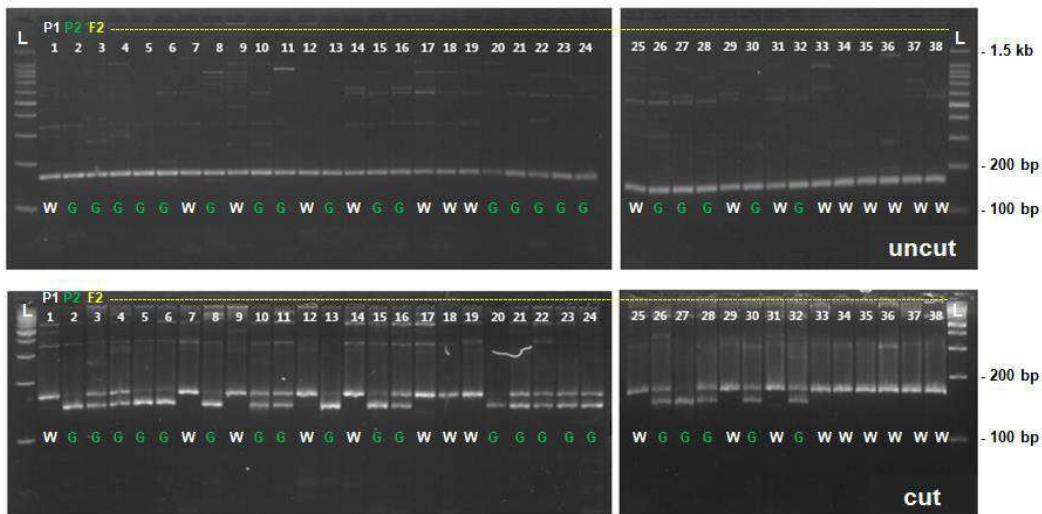 P1 P2 F2
L 1 2 3 4 5 6 7 8 9 10 11 12 13 14 15 16 17 18 19 20 21 22 23 24
W G G G G G W G W G G W G W G G W W W G G G G G
L
25 26 27 28 29 30 31 32 33 34 35 36 37 38
W G G G W G W G W W W W W W
uncut
- 1.5 kb
- 200 bp
- 100 bp
P1 P2 F2
L 1 2 3 4 5 6 7 8 9 10 11 12 13 14 15 16 17 18 19 20 21 22 23 24
W G G G G G W G W G G W G W G G W W W G G G G G
L
25 26 27 28 29 30 31 32 33 34 35 36 37 38
W G G G W G W G W W W W W W
cut
- 200 bp
- 100 bp